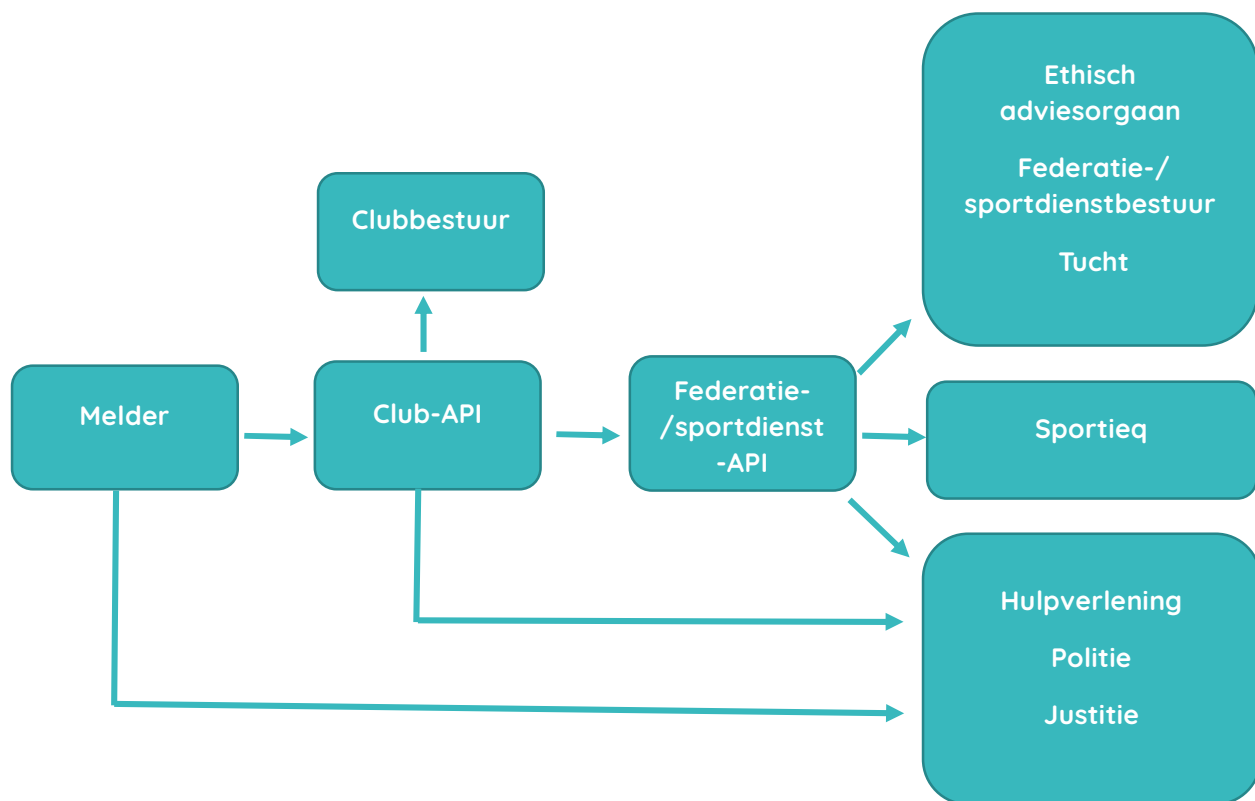 Ethisch
adviesorgaan
Federatie-/
sportdienstbestuur
Tucht
Clubbestuur
Melder
Club-API
Federatie-
/sportdienst
-API
Sportieq
Hulpverlening
Politie
Justitie